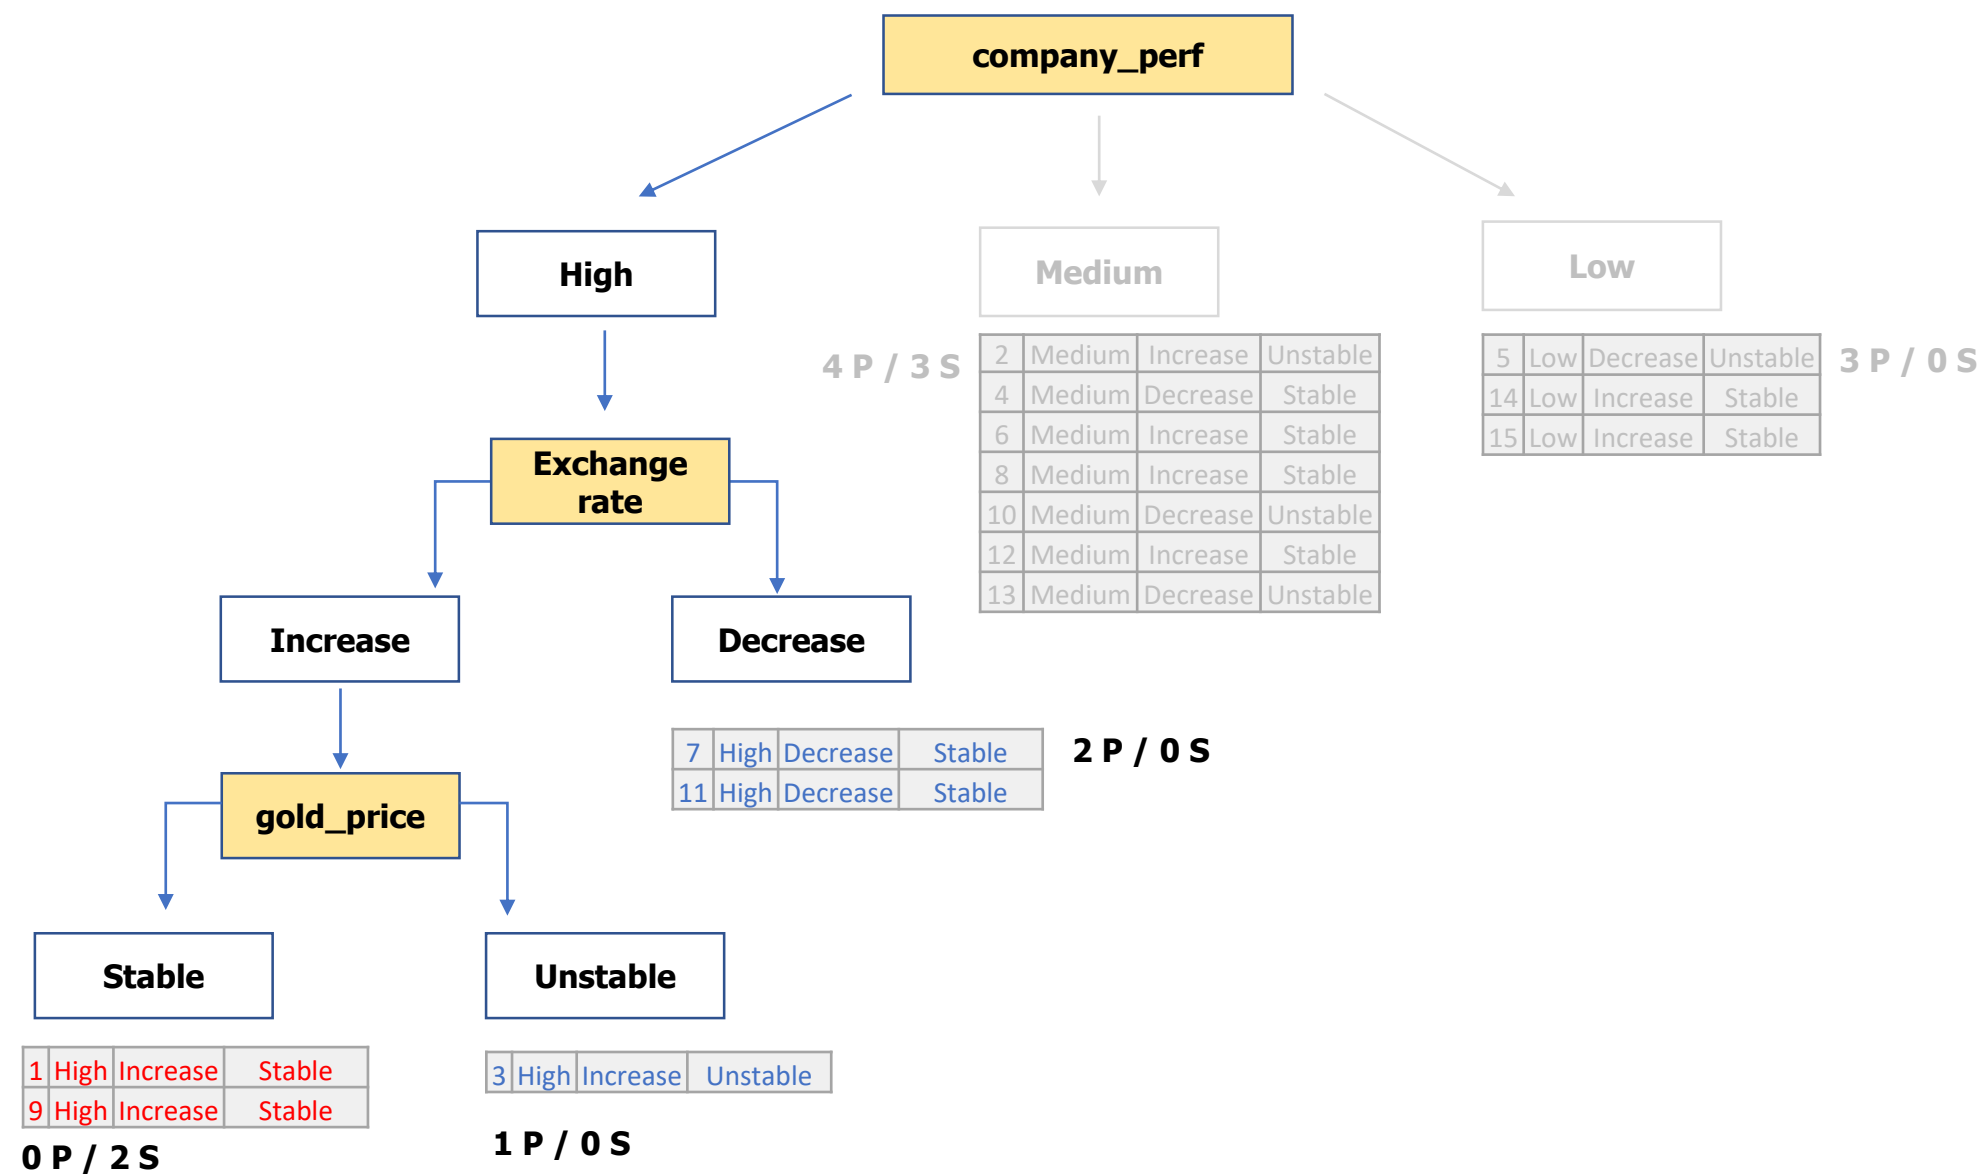 company_perf
High
Medium
Low
4 P / 3 S
2 Medium Increase Unstable
4 Medium Decrease Stable
6 Medium Increase Stable
8 Medium Increase Stable
10 Medium Decrease Unstable
12 Medium Increase Stable
13 Medium Decrease Unstable
5 Low Decrease Unstable
14 Low Increase Stable
15 Low Increase Stable
3 P / 0 S
Exchange
rate
Increase
Decrease
7 High Decrease Stable
11 High Decrease Stable
2 P / 0 S
gold_price
Stable
Unstable
1 High Increase Stable
9 High Increase Stable
0 P / 2 S
3 High Increase Unstable
1 P / 0 S